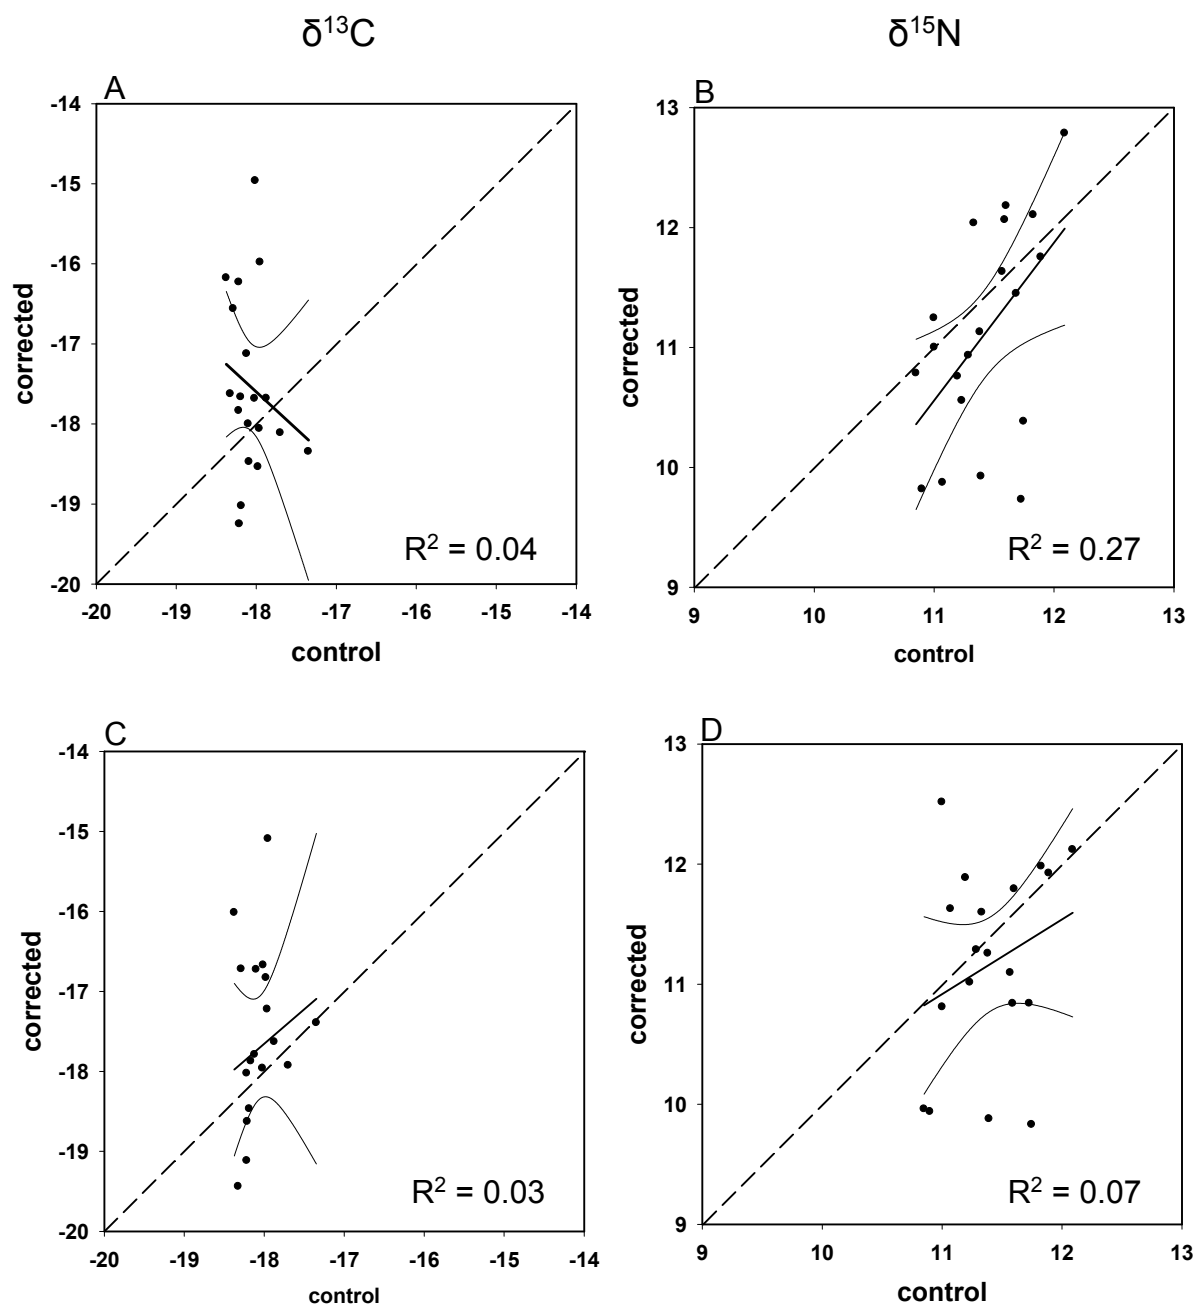 δ¹³C δ¹⁵N
A
-14
-15
-16
-17
-18
-19
-20
corrected
R² = 0.04
-20 -19 -18 -17 -16 -15 -14
control
B
13
12
11
10
9
corrected
R² = 0.27
9 10 11 12 13
control
C
-14
-15
-16
-17
-18
-19
-20
corrected
R² = 0.03
-20 -19 -18 -17 -16 -15 -14
control
D
13
12
11
10
9
corrected
R² = 0.07
9 10 11 12 13
control